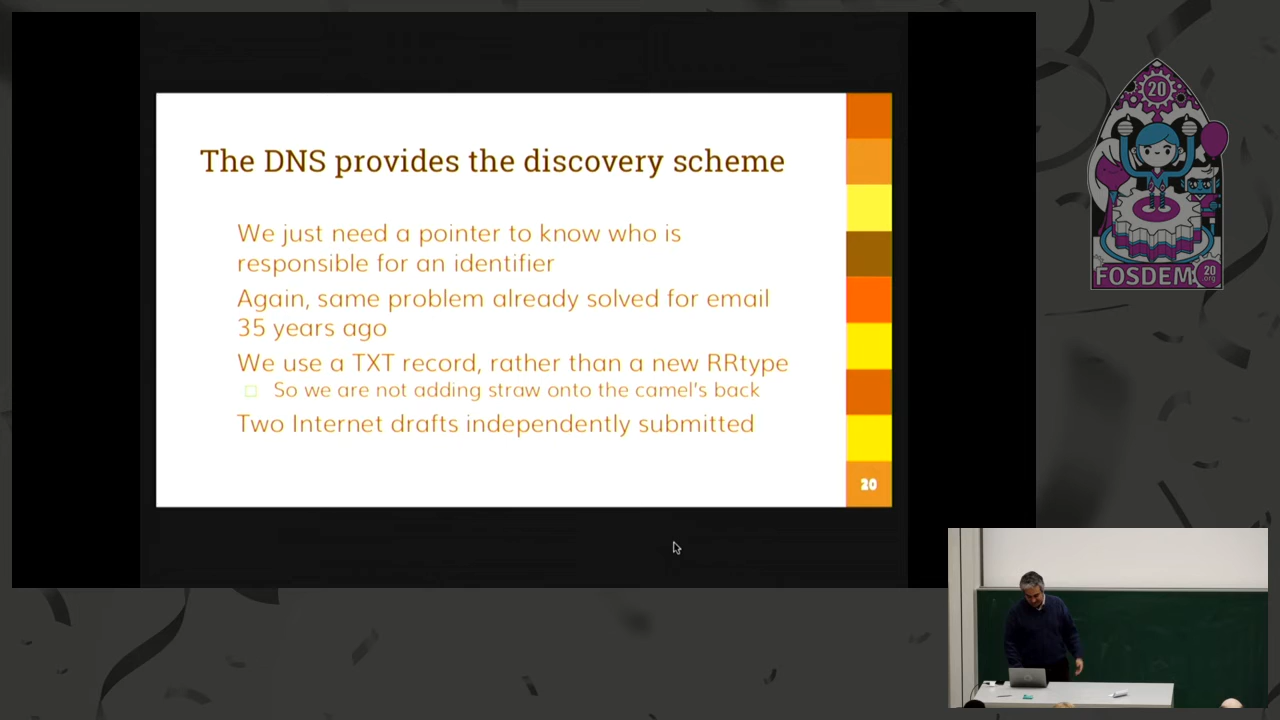 The DNS provides the discovery scheme
We just need a pointer to know who is
responsible for an identifier
Again, same problem already solved for email
35 years ago
We use a TXT record, rather than a new RRtype
So we are not adding straw onto the camel's back
Two Internet drafts independently submitted
20
20
FOSDEM
20
org